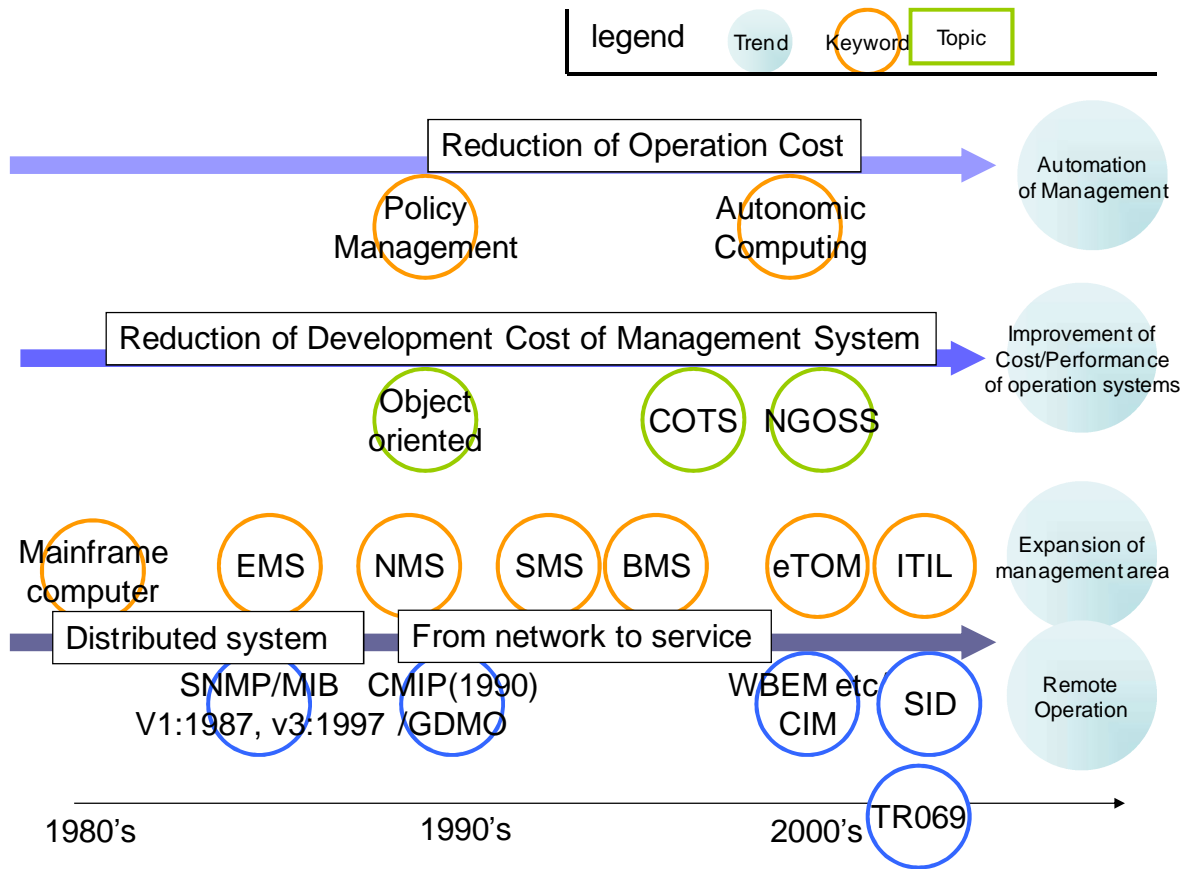 legend
Trend
Keyword
Topic
Reduction of Operation Cost
Automation
of Management
Policy
Management
Autonomic
Computing
Reduction of Development Cost of Management System
Improvement of
Cost/Performance
of operation systems
Object
oriented
COTS
NGOSS
Mainframe
computer
EMS
NMS
SMS
BMS
eTOM
ITIL
Expansion of
management area
Distributed system
From network to service
SNMP/MIB
V1:1987, v3:1997
CMIP(1990)
/GDMO
WBEM etc/
CIM
SID
Remote
Operation
TR069
1980's
1990's
2000's